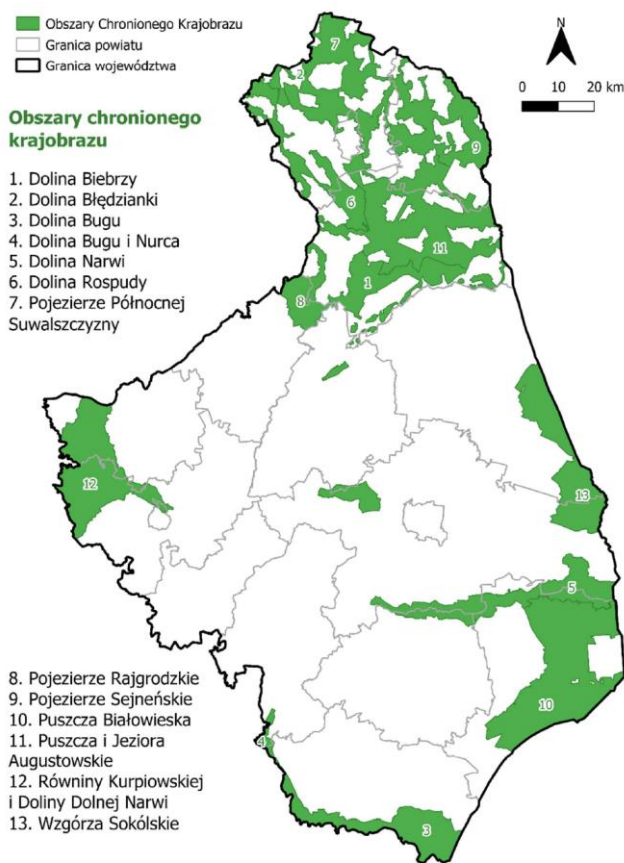 Obszary Chronionego Krajobrazu
Granica powiatu
Granica województwa
N
0 10 20 km
Obszary chronionego
krajobrazu
1. Dolina Biebrzy
2. Dolina Błędzianki
3. Dolina Bugu
4. Dolina Bugu i Nurca
5. Dolina Narwi
6. Dolina Rospudy
7. Pojezierze Północnej
Suwalszczyzny
7
2
9
6
11
1
8
12
13
5
10
4
3
8. Pojezierze Rajgrodzkie
9. Pojezierze Sejneńskie
10. Puszcza Białowieska
11. Puszcza i Jeziora
Augustowskie
12. Równiny Kurpiowskiej
i Doliny Dolnej Narwi
13. Wzgórza Sokólskie